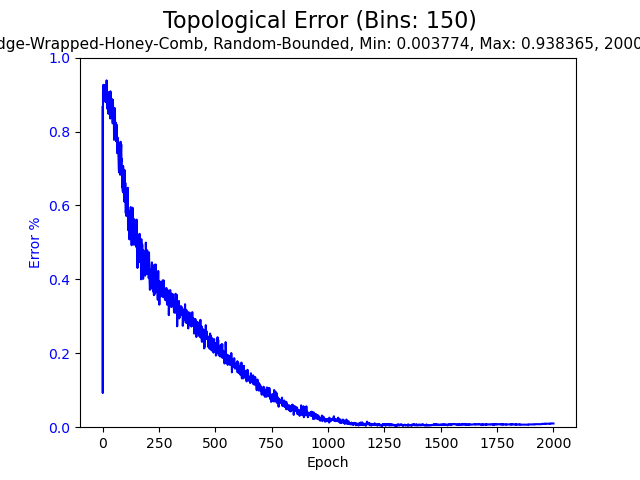 Topological Error (Bins: 150)
dge-Wrapped-Honey-Comb, Random-Bounded, Min: 0.003774, Max: 0.938365, 2000
1.0
0.8
0.6
0.4
0.2
0.0
Error %
0 250 500 750 1000 1250 1500 1750 2000
Epoch